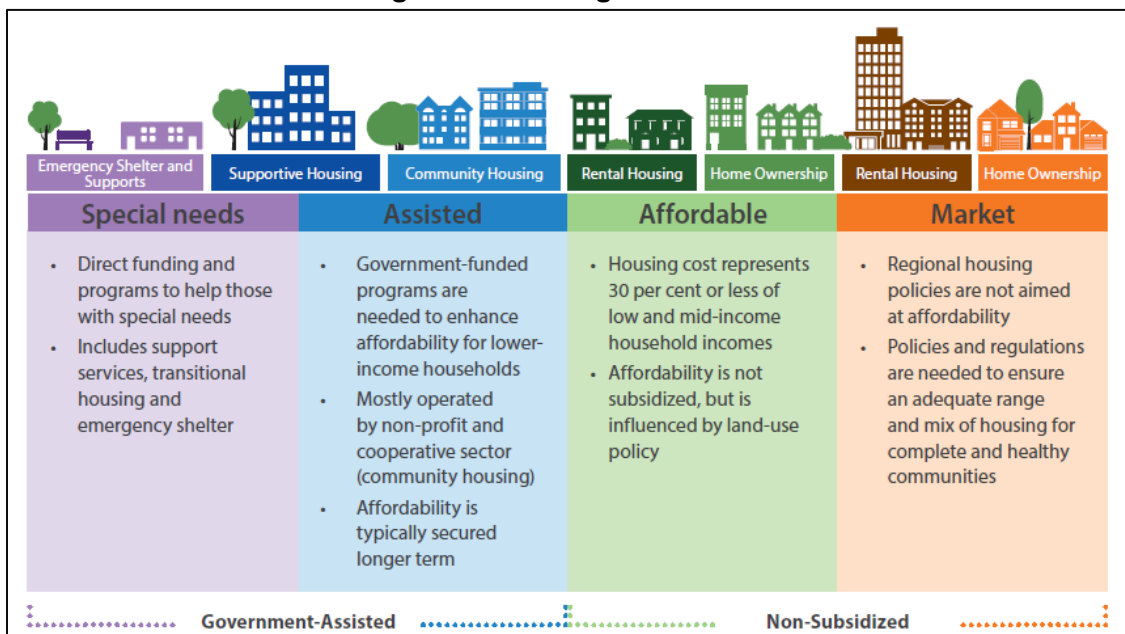 Emergency Shelter and
Supports
Supportive Housing
Community Housing
Rental Housing
Home Ownership
Rental Housing
Home Ownership
Special needs
• Direct funding and
programs to help those
with special needs
• Includes support
services, transitional
housing and
emergency shelter
Assisted
• Government-funded
programs are
needed to enhance
affordability for lower-
income households
• Mostly operated
by non-profit and
cooperative sector
(community housing)
• Affordability is
typically secured
longer term
Affordable
• Housing cost represents
30 per cent or less of
low and mid-income
household incomes
• Affordability is not
subsidized, but is
influenced by land-use
policy
Market
• Regional housing
policies are not aimed
at affordability
• Policies and regulations
are needed to ensure
an adequate range
and mix of housing for
complete and healthy
communities
Government-Assisted
Non-Subsidized